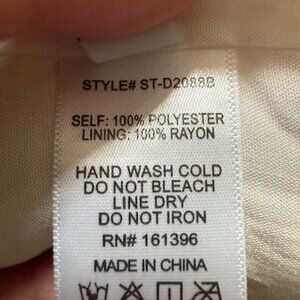 STYLE# ST-D2088B
SELF: 100% POLYESTER
LINING: 100% RAYON
HAND WASH COLD
DO NOT BLEACH
LINE DRY
DO NOT IRON
RN# 161396
MADE IN CHINA